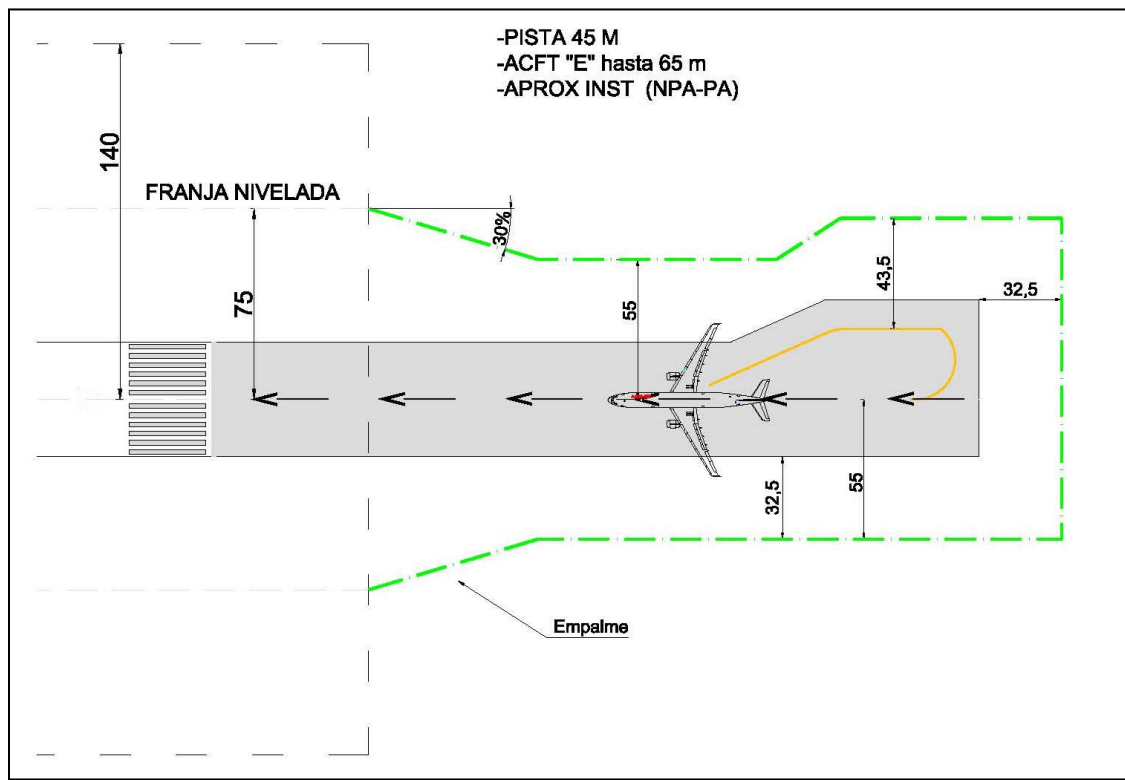 -PISTA 45 M
-ACFT "E" hasta 65 m
-APROX INST (NPA-PA)
140
FRANJA NIVELADA
30%
75
55
43,5
32,5
32,5
55
Empalme